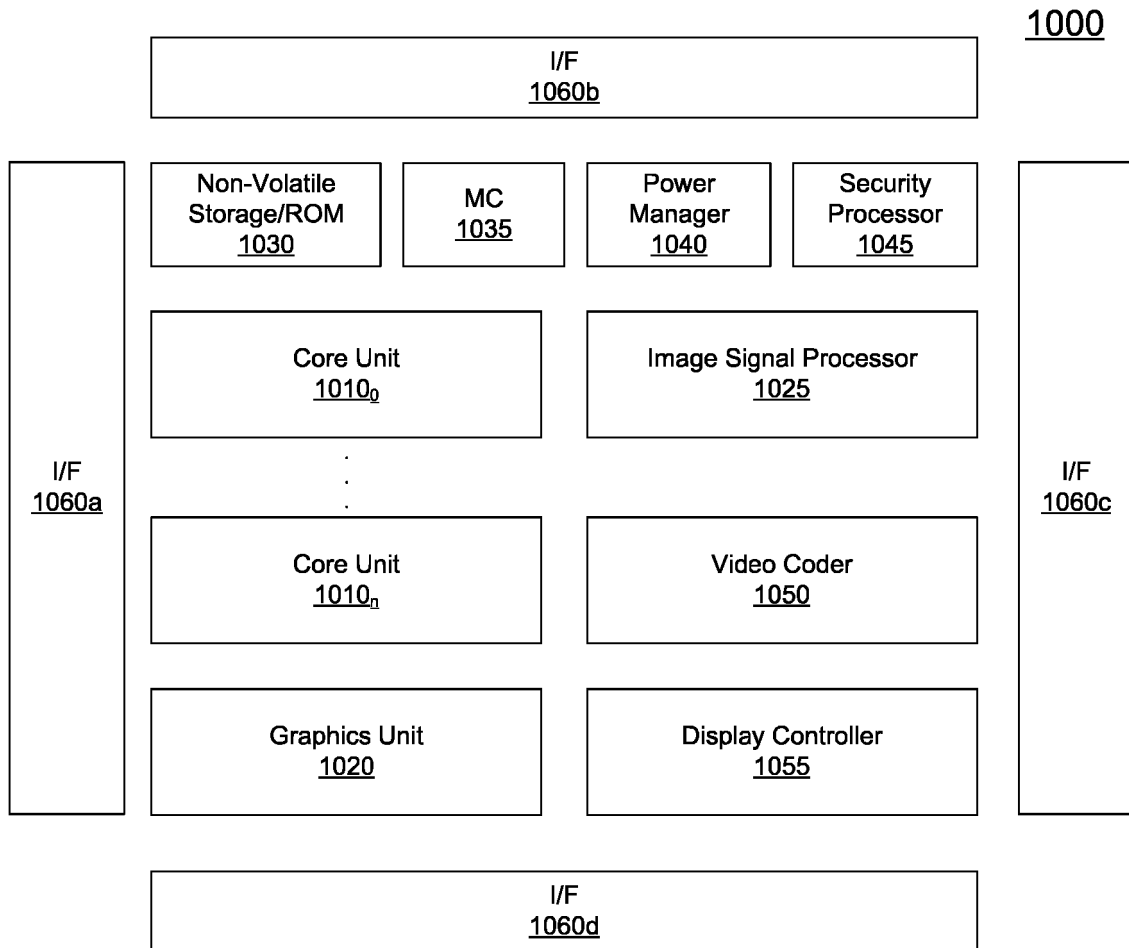 1000
I/F
1060b
Non-Volatile
Storage/ROM
1030
MC
1035
Power
Manager
1040
Security
Processor
1045
I/F
1060a
Core Unit
1010₀
Image Signal Processor
1025
I/F
1060c
Core Unit
1010ₙ
Video Coder
1050
Graphics Unit
1020
Display Controller
1055
I/F
1060d